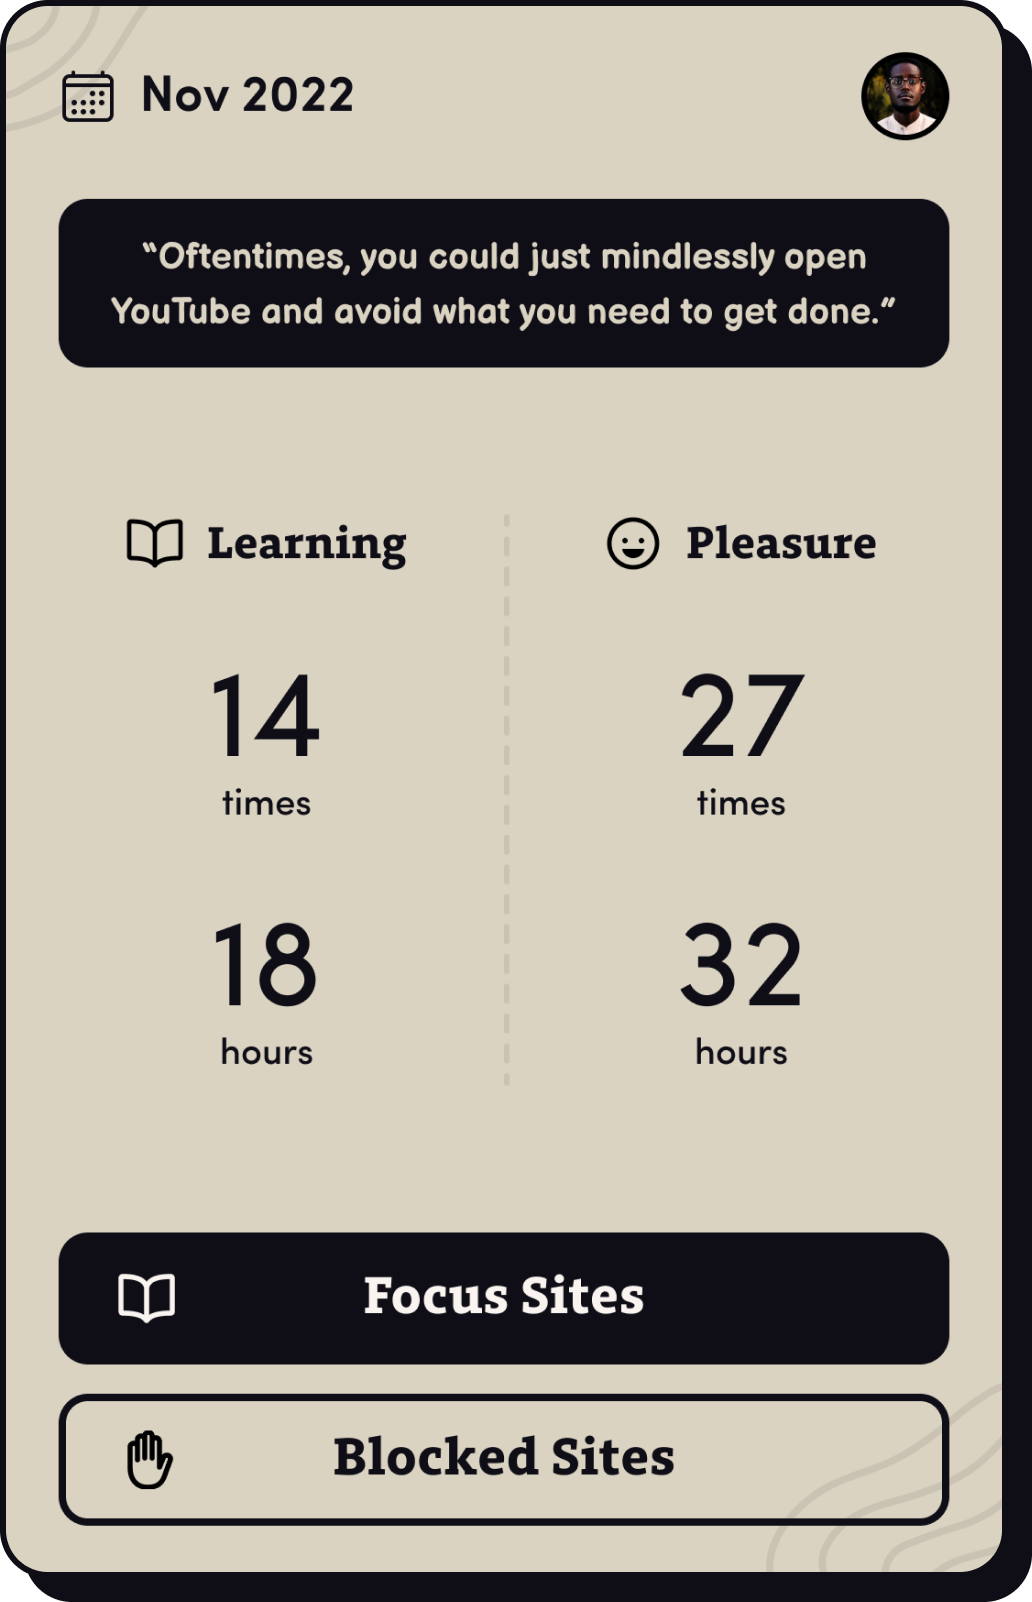 Nov 2022
“Oftentimes, you could just mindlessly open
YouTube and avoid what you need to get done.”
Learning
Pleasure
14
times
27
times
18
hours
32
hours
Focus Sites
Blocked Sites